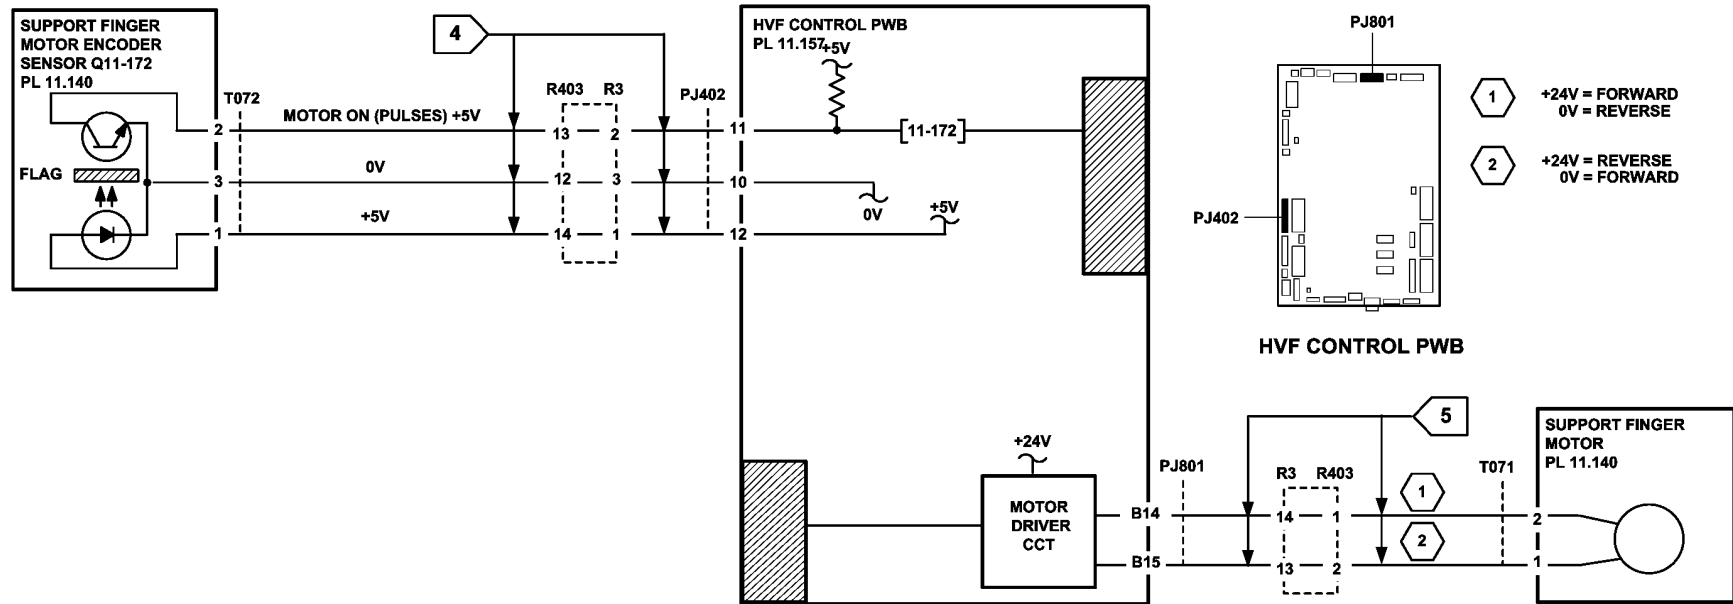 SUPPORT FINGER
MOTOR ENCODER
SENSOR Q11-172
PL 11.140
FLAG
T072
2
3
1
MOTOR ON (PULSES) +5V
0V
+5V
4
R403 R3
13 2
12 3
14 1
PJ402
11
10
12
HVF CONTROL PWB
PL 11.157
+5V
[11-172]
0V
+5V
PJ801
PJ402
HVF CONTROL PWB
1 +24V = FORWARD
0V = REVERSE
2 +24V = REVERSE
0V = FORWARD
+24V
MOTOR
DRIVER
CCT
B14
B15
PJ801
5
R3 R403
14 1
13 2
1
2
T071
2
1
SUPPORT FINGER
MOTOR
PL 11.140